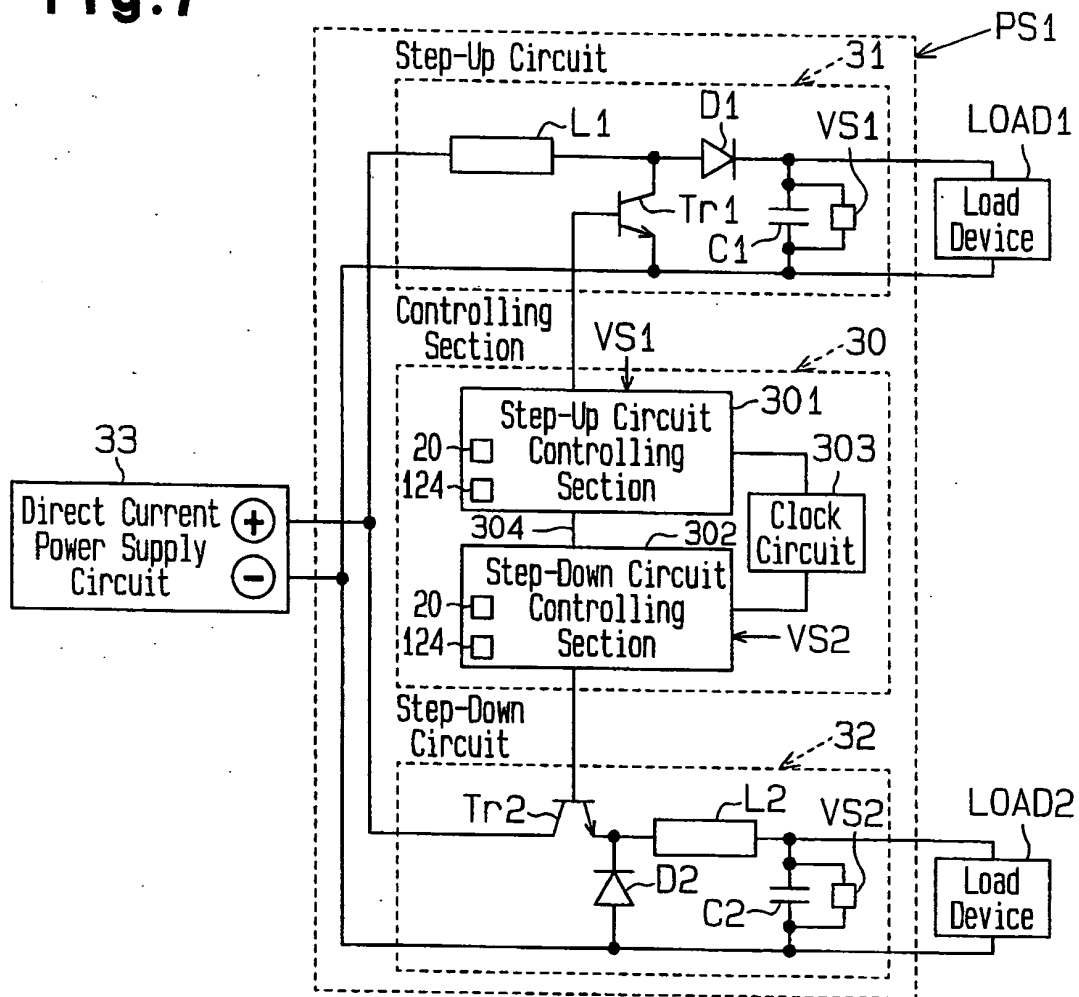 Fig.7
PS1
Step-Up Circuit
31
L1
D1
VS1
LOAD1
Tr1
C1
Load
Device
Controlling
Section
VS1
30
Step-Up Circuit
Controlling
Section
301
20
124
303
33
Direct Current
Power Supply
Circuit
+
-
304
302
Clock
Circuit
Step-Down Circuit
Controlling
Section
20
124
VS2
Step-Down
Circuit
32
Tr2
L2
VS2
LOAD2
D2
C2
Load
Device